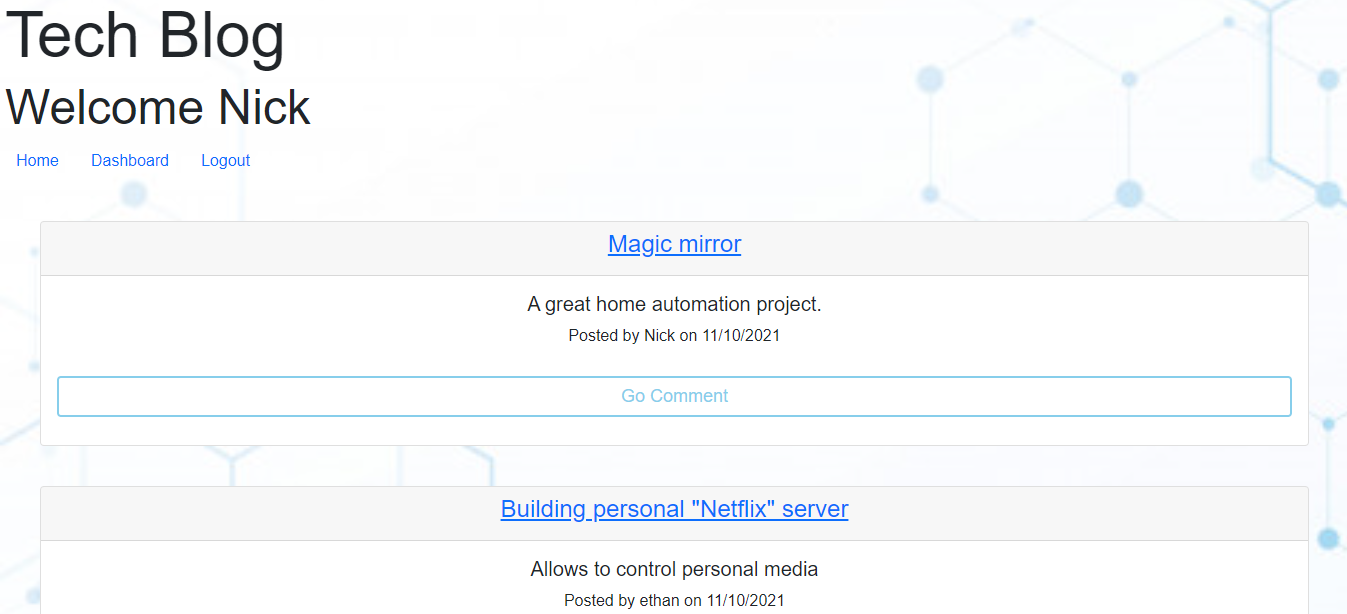 Tech Blog
Welcome Nick
Home Dashboard Logout
Magic mirror
A great home automation project.
Posted by Nick on 11/10/2021
Go Comment
Building personal "Netflix" server
Allows to control personal media
Posted by ethan on 11/10/2021